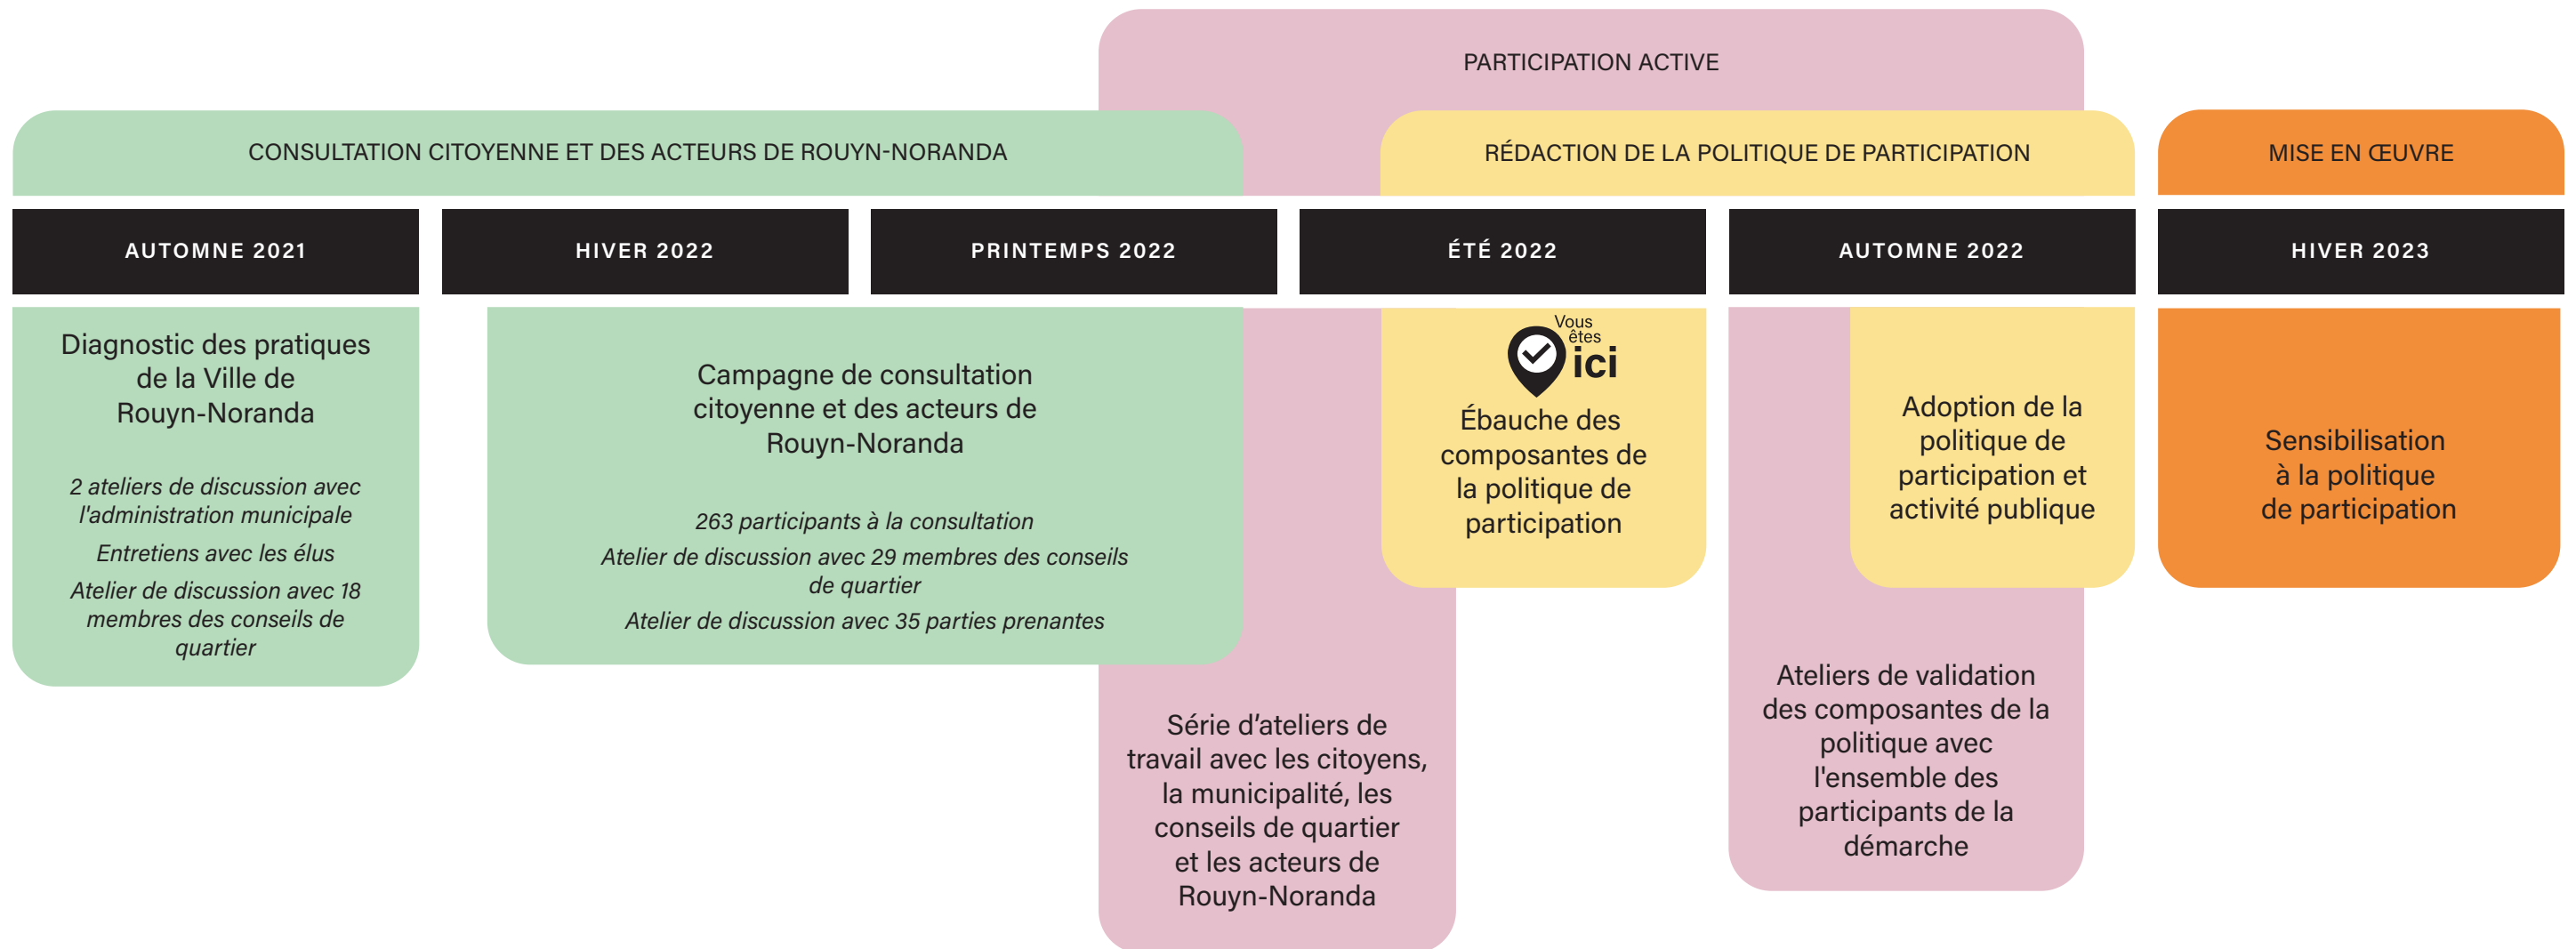 PARTICIPATION ACTIVE
CONSULTATION CITOYENNE ET DES ACTEURS DE ROUYN-NORANDA
RÉDACTION DE LA POLITIQUE DE PARTICIPATION
MISE EN ŒUVRE
AUTOMNE 2021
HIVER 2022
PRINTEMPS 2022
ÉTÉ 2022
AUTOMNE 2022
HIVER 2023
Diagnostic des pratiques
de la Ville de
Rouyn-Noranda
2 ateliers de discussion avec
l'administration municipale
Entretiens avec les élus
Atelier de discussion avec 18
membres des conseils de
quartier
Campagne de consultation
citoyenne et des acteurs de
Rouyn-Noranda
263 participants à la consultation
Atelier de discussion avec 29 membres des conseils
de quartier
Atelier de discussion avec 35 parties prenantes
Série d’ateliers de
travail avec les citoyens,
la municipalité, les
conseils de quartier
et les acteurs de
Rouyn-Noranda
Vous
êtes
ici
Ébauche des
composantes de
la politique de
participation
Adoption de la
politique de
participation et
activité publique
Ateliers de validation
des composantes de la
politique avec
l'ensemble des
participants de la
démarche
Sensibilisation
à la politique
de participation